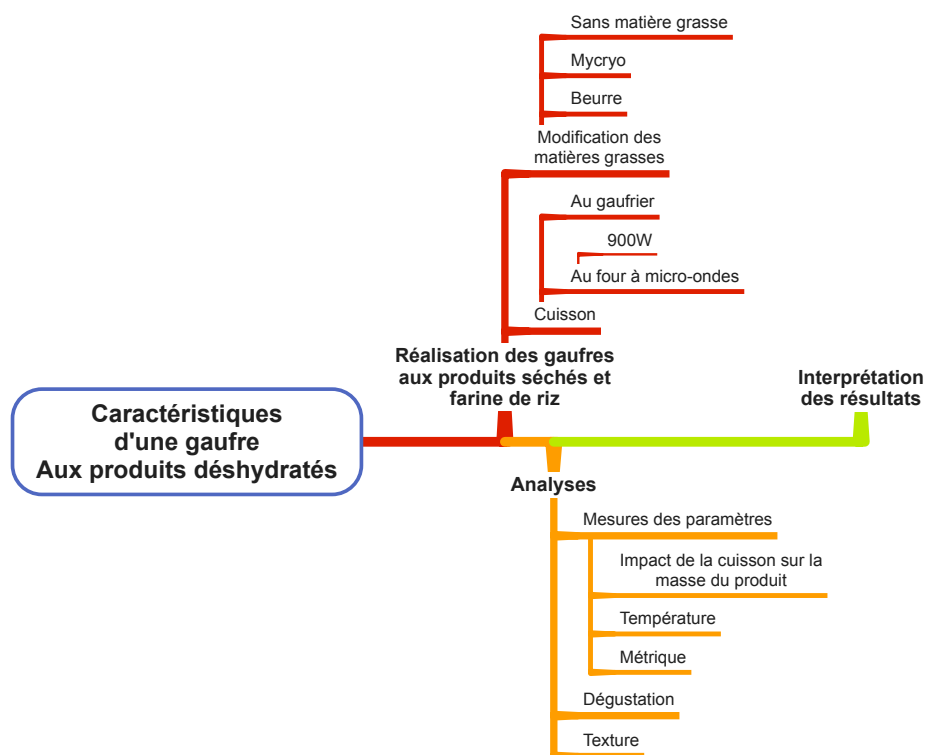 Sans matière grasse
Mycryo
Beurre
Modification des
matières grasses
Au gaufrier
900W
Au four à micro-ondes
Cuisson
Réalisation des gaufres
aux produits séchés et
farine de riz
Interprétation
des résultats
Caractéristiques
d'une gaufre
Aux produits déshydratés
Analyses
Mesures des paramètres
Impact de la cuisson sur la
masse du produit
Température
Métrique
Dégustation
Texture